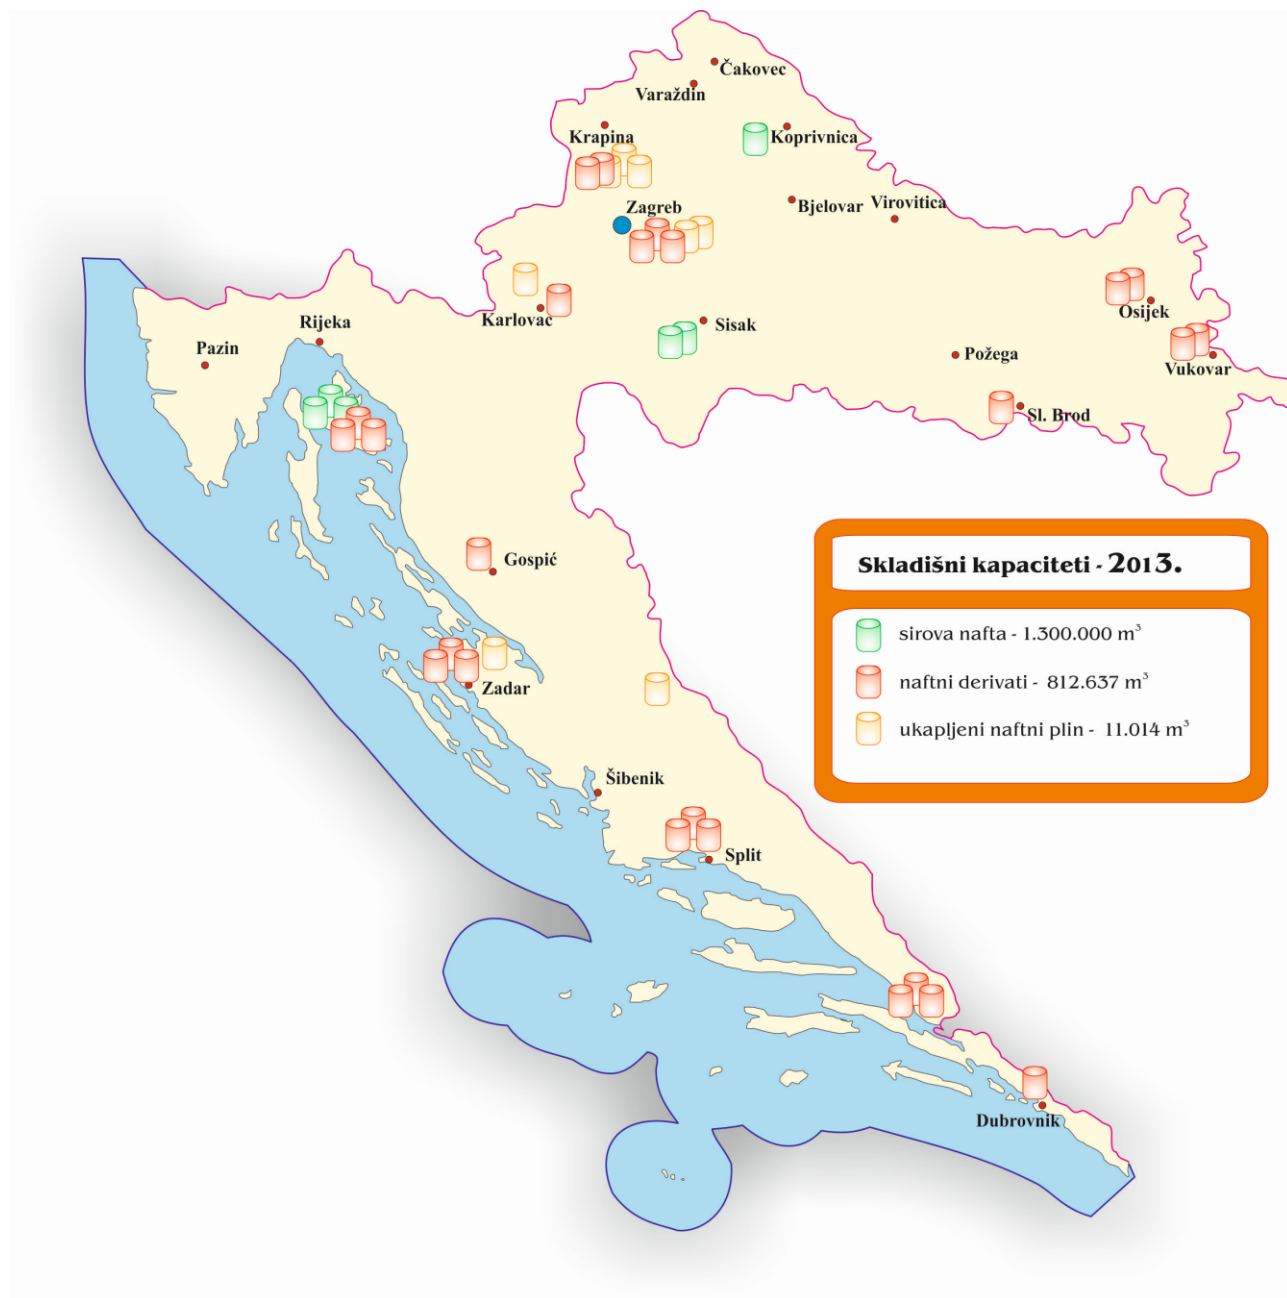 Čakovec
Varaždin
Krapina
Koprivnica
Zagreb
Bjelovar
Virovitica
Karlovac
Sisak
Osijek
Rijeka
Pazin
Požega
Vukovar
Sl. Brod
Gospić
Zadar
Šibenik
Split
Dubrovnik
Skladišni kapaciteti - 2013.
sirova nafta - 1.300.000 m³
naftni derivati - 812.637 m³
ukapljeni naftni plin - 11.014 m³